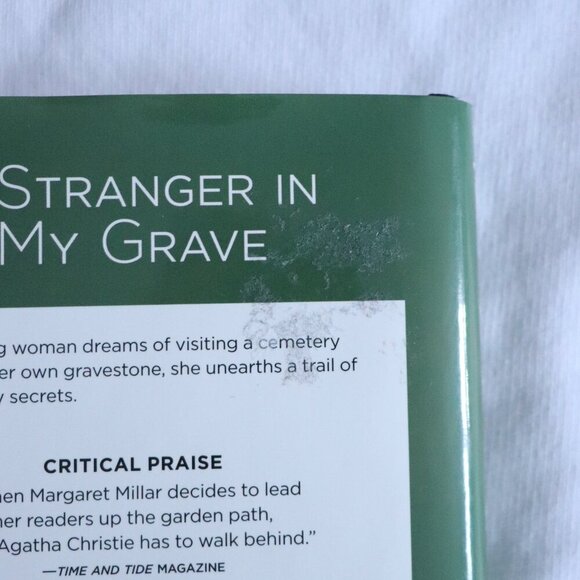 STRANGER IN
MY GRAVE
g woman dreams of visiting a cemetery
er own gravestone, she unearths a trail of
y secrets.
CRITICAL PRAISE
hen Margaret Millar decides to lead
her readers up the garden path,
Agatha Christie has to walk behind.”
—TIME AND TIDE MAGAZINE